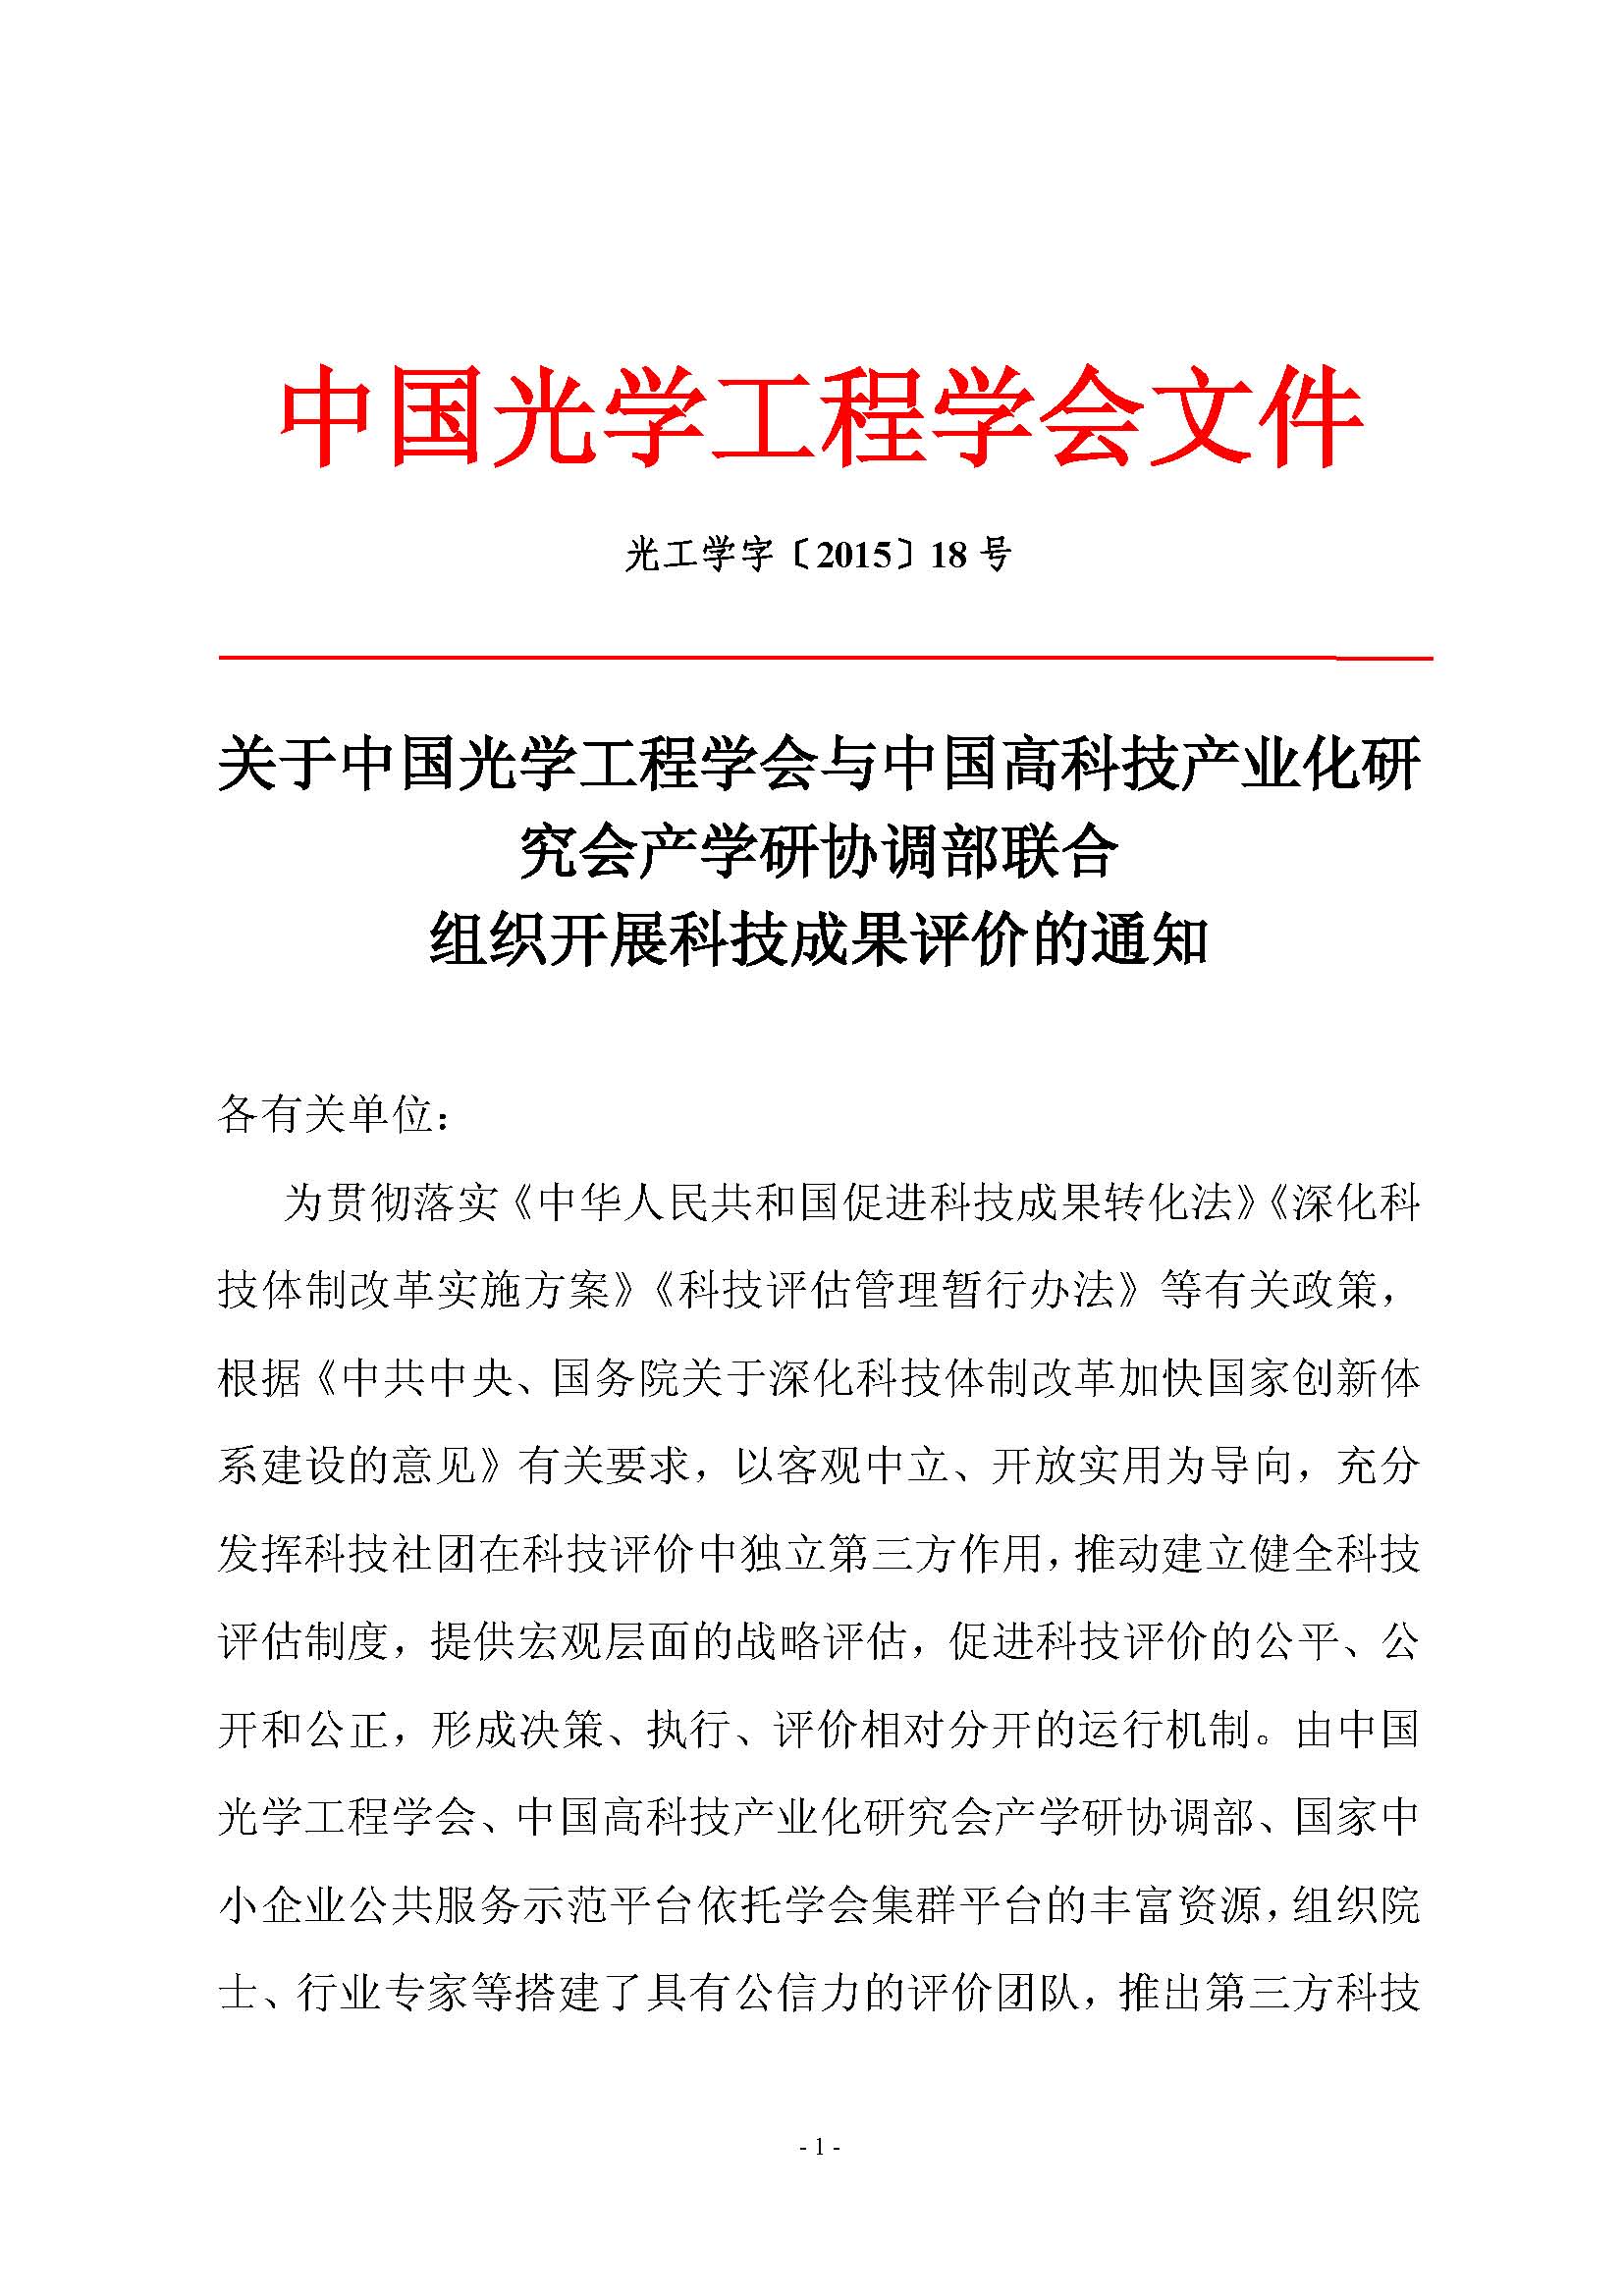 中国光学工程学会文件
光工学字〔2015〕18 号
关于中国光学工程学会与中国高科技产业化研
究会产学研协调部联合
组织开展科技成果评价的通知
各有关单位：
为贯彻落实《中华人民共和国促进科技成果转化法》《深化科
技体制改革实施方案》《科技评估管理暂行办法》等有关政策，
根据《中共中央、国务院关于深化科技体制改革加快国家创新体
系建设的意见》有关要求，以客观中立、开放实用为导向，充分
发挥科技社团在科技评价中独立第三方作用，推动建立健全科技
评估制度，提供宏观层面的战略评估，促进科技评价的公平、公
开和公正，形成决策、执行、评价相对分开的运行机制。由中国
光学工程学会、中国高科技产业化研究会产学研协调部、国家中
小企业公共服务示范平台依托学会集群平台的丰富资源，组织院
士、行业专家等搭建了具有公信力的评价团队，推出第三方科技
- 1 -